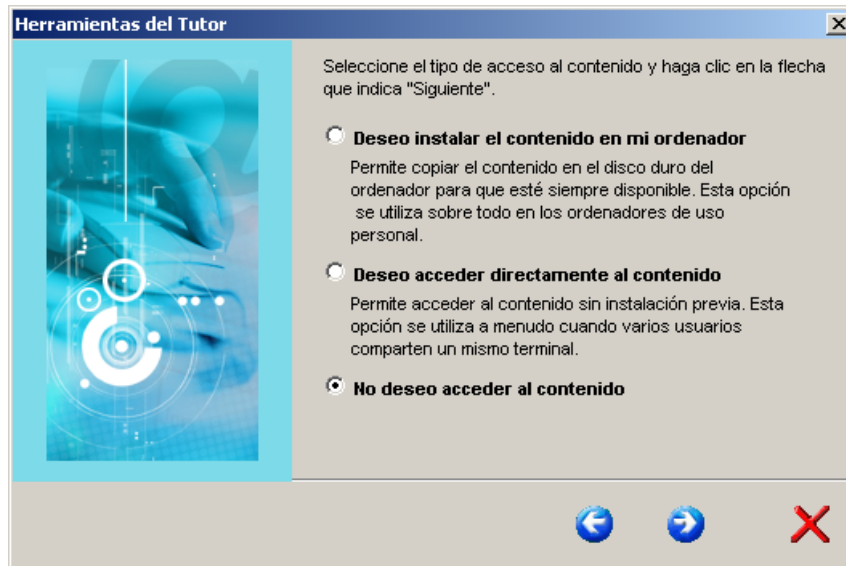 Herramientas del Tutor
Seleccione el tipo de acceso al contenido y haga clic en la flecha
que indica "Siguiente".
Deseo instalar el contenido en mi ordenador
Permite copiar el contenido en el disco duro del
ordenador para que esté siempre disponible. Esta opción
se utiliza sobre todo en los ordenadores de uso
personal.
Deseo acceder directamente al contenido
Permite acceder al contenido sin instalación previa. Esta
opción se utiliza a menudo cuando varios usuarios
comparten un mismo terminal.
No deseo acceder al contenido